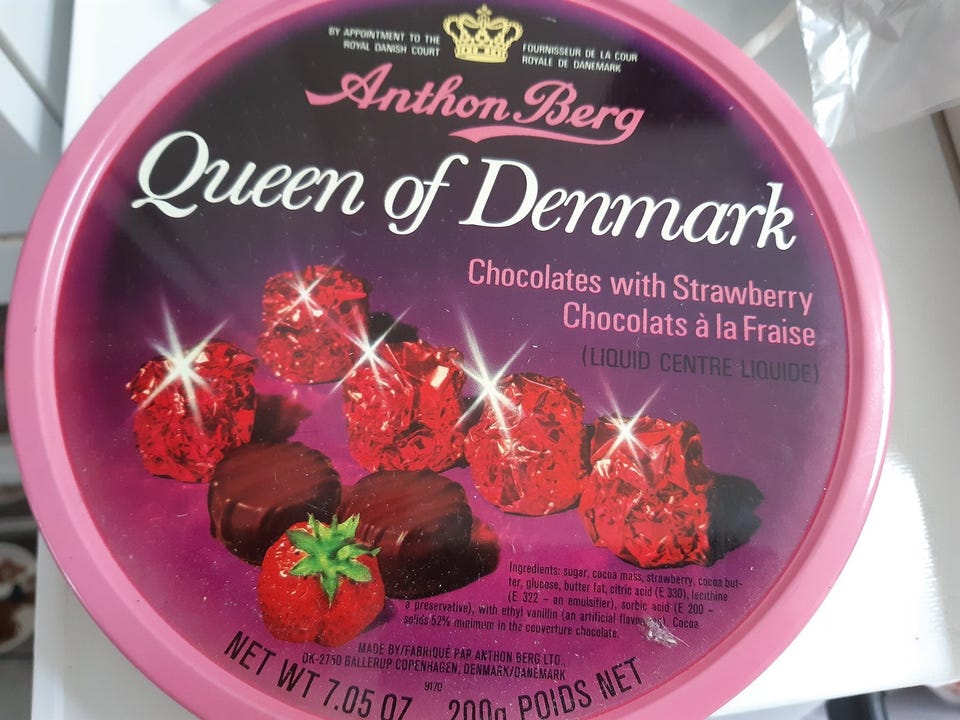 BY APPOINTMENT TO THE
ROYAL DANISH COURT
FOURNISSEUR DE LA COUR
ROYALE DE DANEMARK
Anthon Berg
Queen of Denmark
Chocolates with Strawberry
Chocolats à la Fraise
(LIQUID CENTRE LIQUIDE)
Ingredients: sugar, cocoa mass, strawberry, cocoa but-
ter, glucose, butter fat, citric acid (E 330), lecithine
(E 322 – an emulsifier), sorbic acid (E 200 –
a preservative), with ethyl vanillin (an artificial Cocoa
solids 52% minimum in the couverture chocolate.
MADE BY/FABRIQUÉ PAR ANTHON BERG LTD.,
DK-2750 BALLERUP COPENHAGEN, DENMARK/DANEMARK
9170
NET WT 7.05 OZ 200g POIDS NET